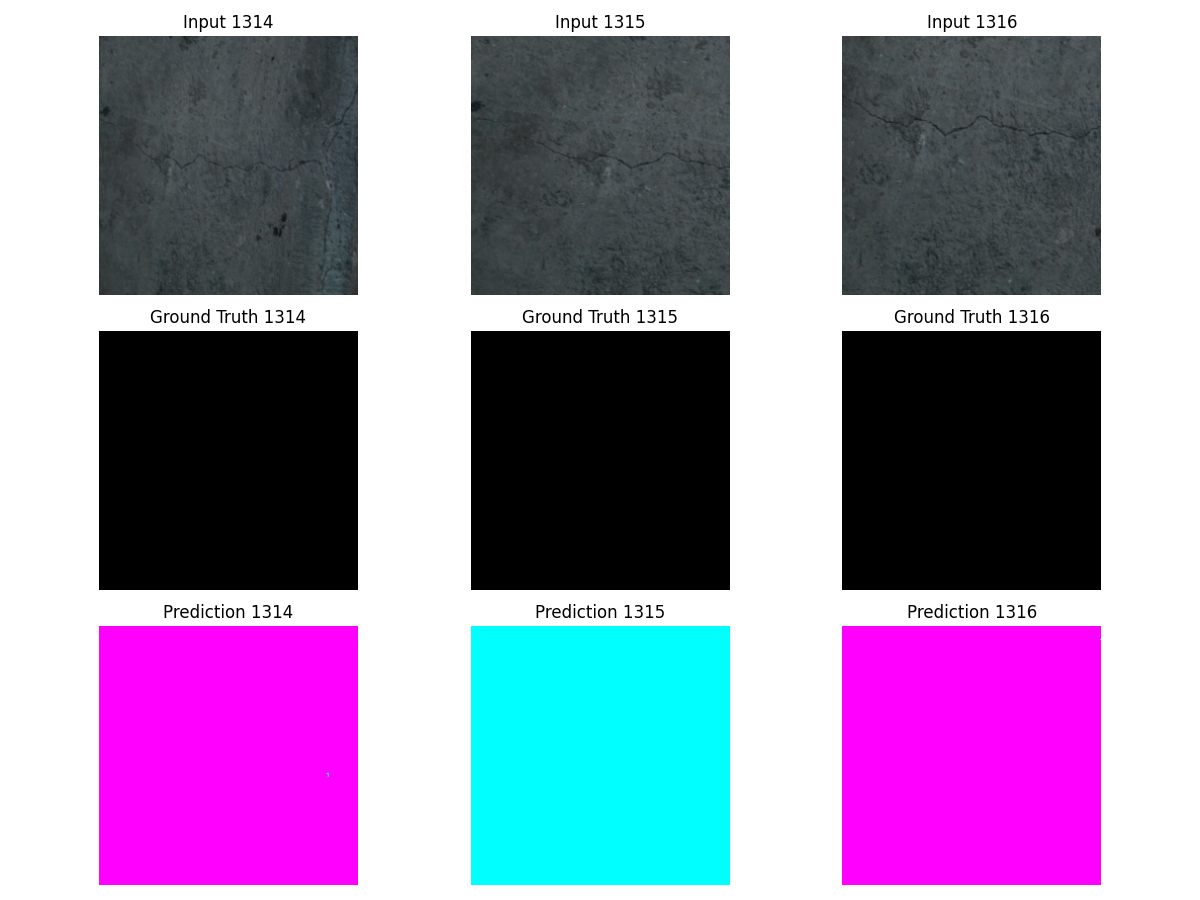 Input 1314
Input 1315
Input 1316
Ground Truth 1314
Ground Truth 1315
Ground Truth 1316
Prediction 1314
Prediction 1315
Prediction 1316